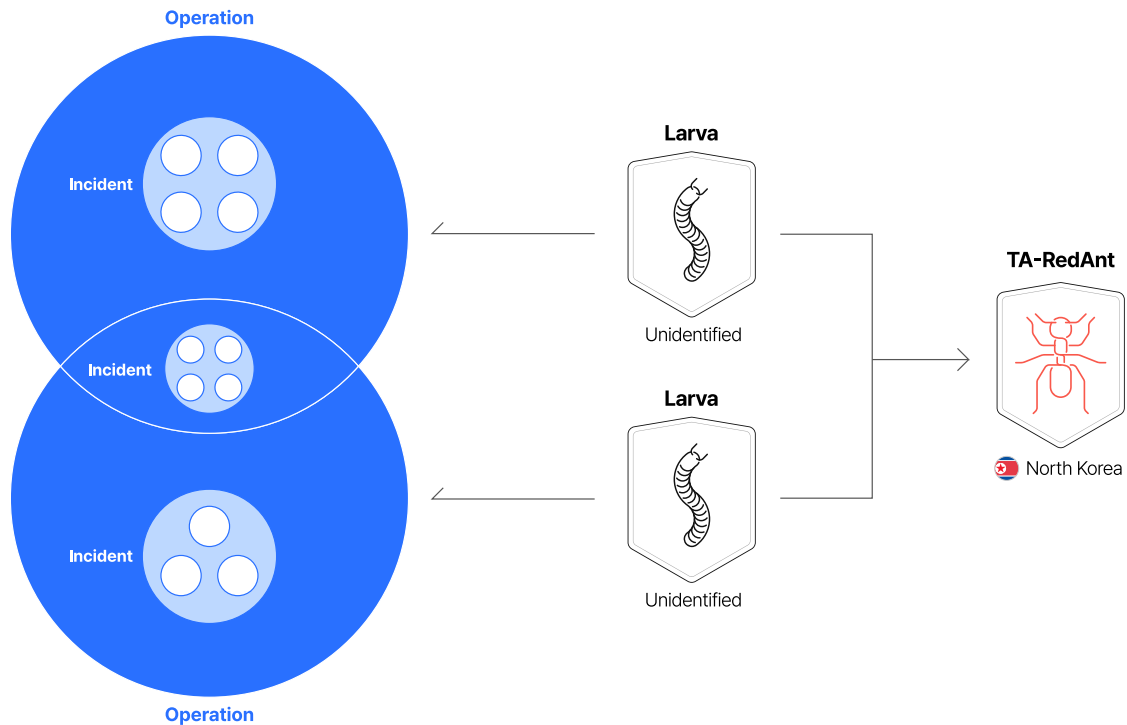 Operation
Incident
Incident
Incident
Operation
Larva
Unidentified
Larva
Unidentified
TA-RedAnt
North Korea